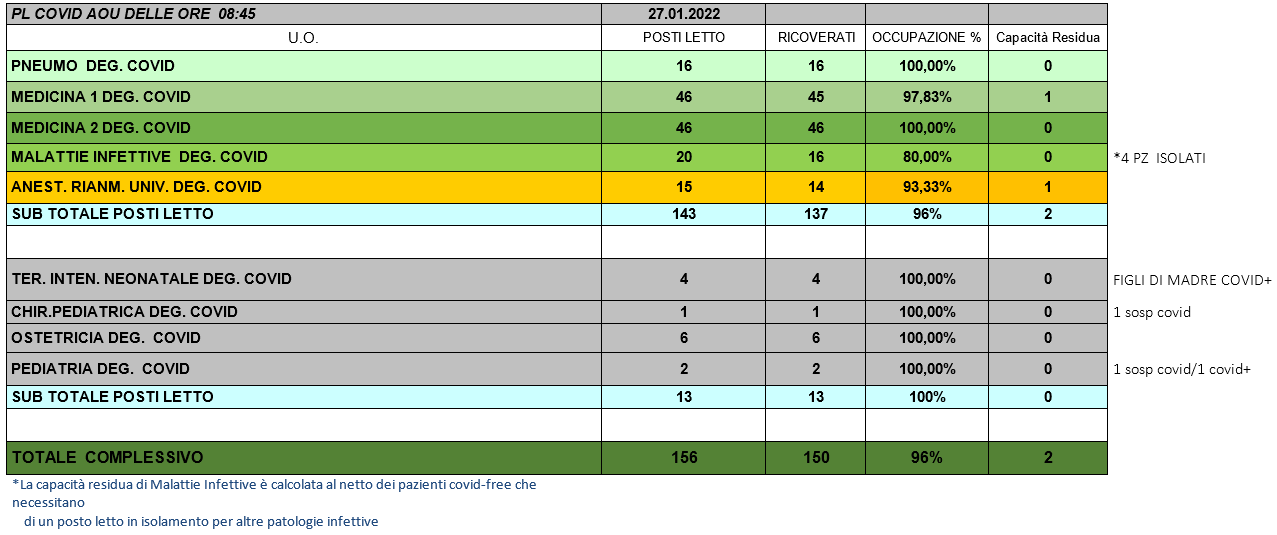 PL COVID AOU DELLE ORE  08:45 27.01.2022
U.O. POSTI LETTO RICOVERATI OCCUPAZIONE % Capacità Residua
PNEUMO  DEG. COVID 16 16 100,00% 0
MEDICINA 1 DEG. COVID 46 45 97,83% 1
MEDICINA 2 DEG. COVID 46 46 100,00% 0
MALATTIE INFETTIVE  DEG. COVID 20 16 80,00% 0 *4 PZ  ISOLATI
ANEST. RIANM. UNIV. DEG. COVID 15 14 93,33% 1
SUB TOTALE POSTI LETTO 143 137 96% 2
TER. INTEN. NEONATALE DEG. COVID 4 4 100,00% 0 FIGLI DI MADRE COVID+
CHIR.PEDIATRICA DEG. COVID 1 1 100,00% 0 1 sosp covid
OSTETRICIA DEG.  COVID 6 6 100,00% 0
PEDIATRIA DEG.  COVID 2 2 100,00% 0 1 sosp covid/1 covid+
SUB TOTALE POSTI LETTO 13 13 100% 0
TOTALE  COMPLESSIVO 156 150 96% 2
*La capacità residua di Malattie Infettive è calcolata al netto dei pazienti covid-free che
necessitano
di un posto letto in isolamento per altre patologie infettive